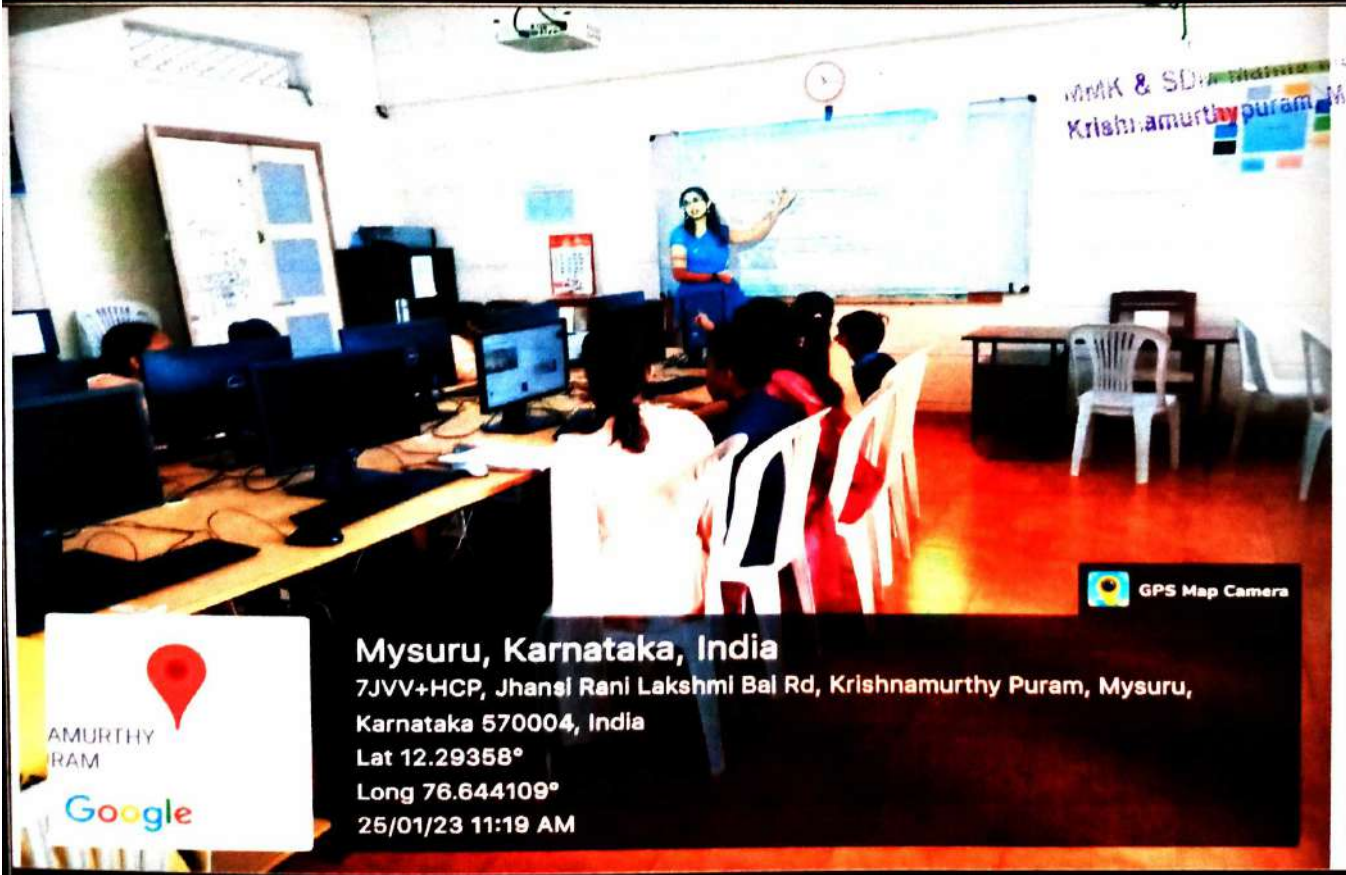 MMK & SDM
Krishnamurthypuram, M
GPS Map Camera
Mysuru, Karnataka, India
7JVV+HCP, Jhansi Rani Lakshmi Bai Rd, Krishnamurthy Puram, Mysuru,
Karnataka 570004, India
Lat 12.29358°
Long 76.644109°
25/01/23 11:19 AM
AMURTHY
RAM
Google